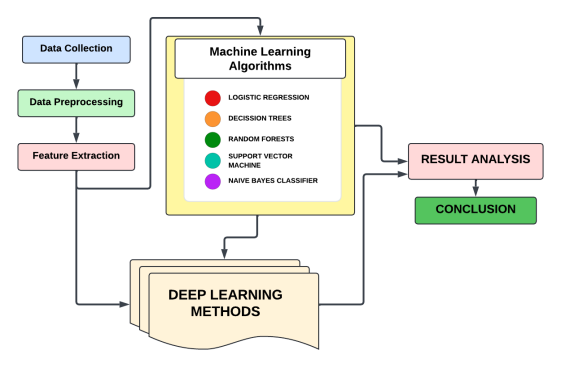 Data Collection
Data Preprocessing
Feature Extraction
Machine Learning
Algorithms
LOGISTIC REGRESSION
DECISSION TREES
RANDOM FORESTS
SUPPORT VECTOR
MACHINE
NAIVE BAYES CLASSIFIER
RESULT ANALYSIS
CONCLUSION
DEEP LEARNING
METHODS